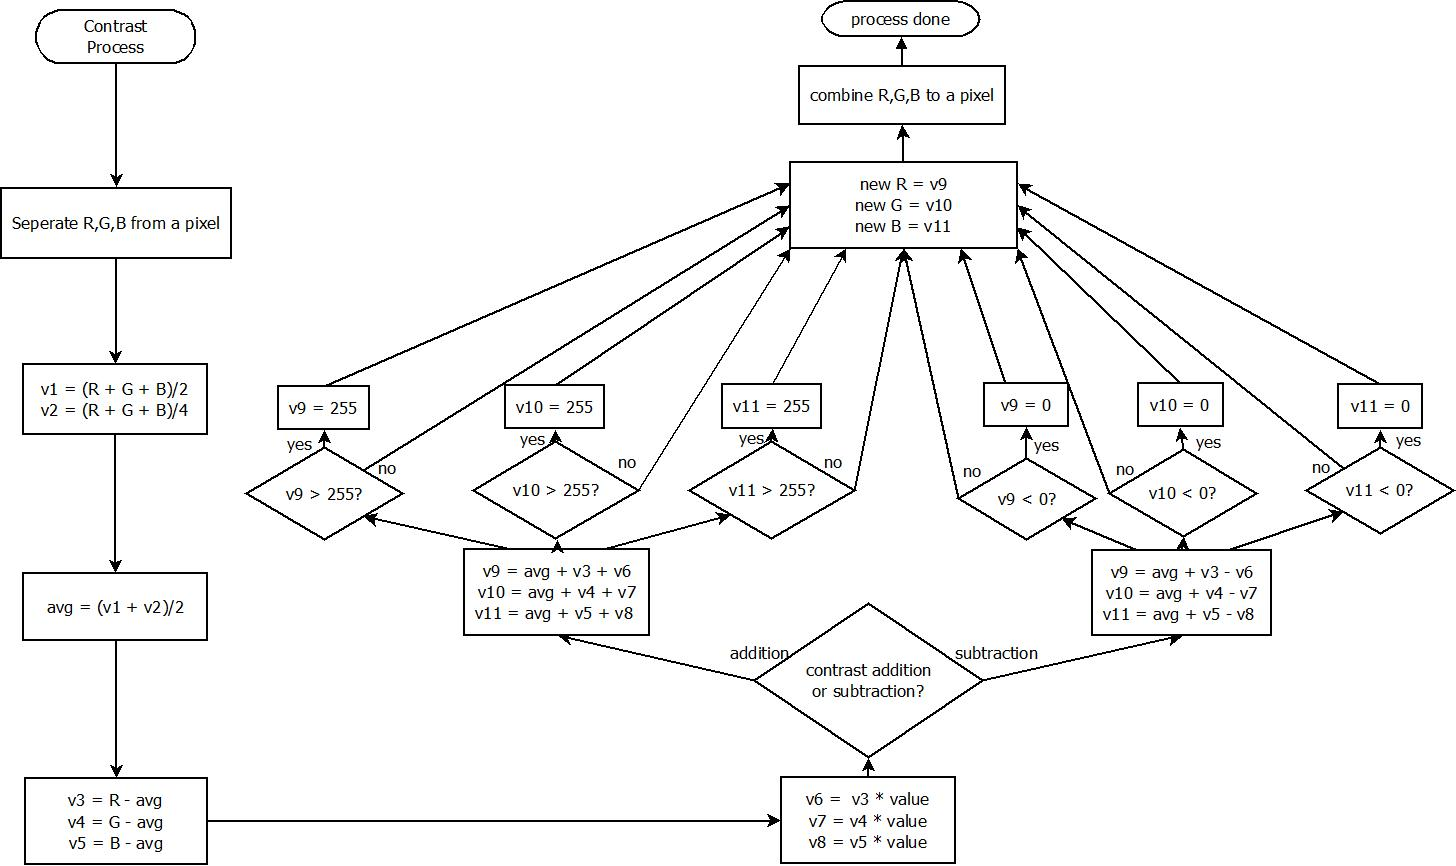 Contrast
Process
Seperate R,G,B from a pixel
v1 = (R + G + B)/2
v2 = (R + G + B)/4
avg = (v1 + v2)/2
v3 = R - avg
v4 = G - avg
v5 = B - avg
v6 =  v3 * value
v7 = v4 * value
v8 = v5 * value
contrast addition
or subtraction?
addition
subtraction
v9 = avg + v3 + v6
v10 = avg + v4 + v7
v11 = avg + v5 + v8
v9 > 255?
yes
no
v9 = 255
v10 > 255?
yes
no
v10 = 255
v11 > 255?
yes
no
v11 = 255
v9 = avg + v3 - v6
v10 = avg + v4 - v7
v11 = avg + v5 - v8
v9 < 0?
yes
no
v9 = 0
v10 < 0?
yes
no
v10 = 0
v11 < 0?
yes
no
v11 = 0
new R = v9
new G = v10
new B = v11
combine R,G,B to a pixel
process done